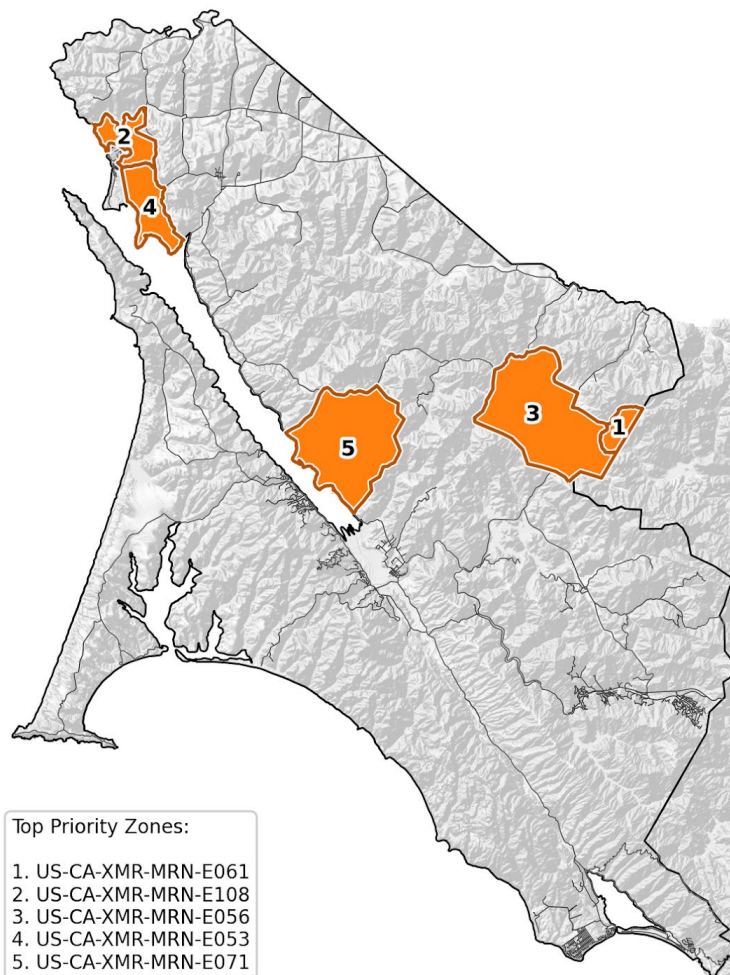 2
4
3
1
5
Top Priority Zones:
1. US-CA-XMR-MRN-E061
2. US-CA-XMR-MRN-E108
3. US-CA-XMR-MRN-E056
4. US-CA-XMR-MRN-E053
5. US-CA-XMR-MRN-E071